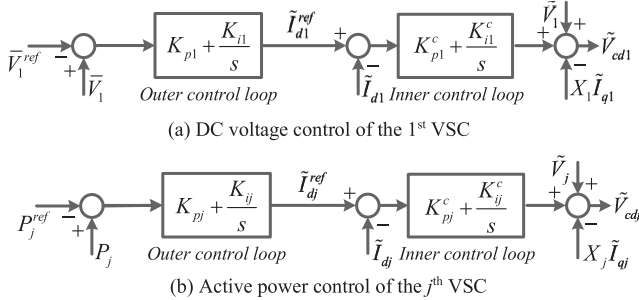 V̄₁^ref − + V̄₁ K_p1 + K_i1/s Ĩ_d1^ref + − Ĩ_d1 K_p1^c + K_i1^c/s Ṽ₁ + + − Ṽ_cd1 X₁Ĩ_q1
Outer control loop Inner control loop
(a) DC voltage control of the 1st VSC
P_j^ref − + P_j K_pj + K_ij/s Ĩ_dj^ref + − Ĩ_dj K_pj^c + K_ij^c/s Ṽ_j + + − Ṽ_cdj X_jĨ_qj
Outer control loop Inner control loop
(b) Active power control of the jth VSC